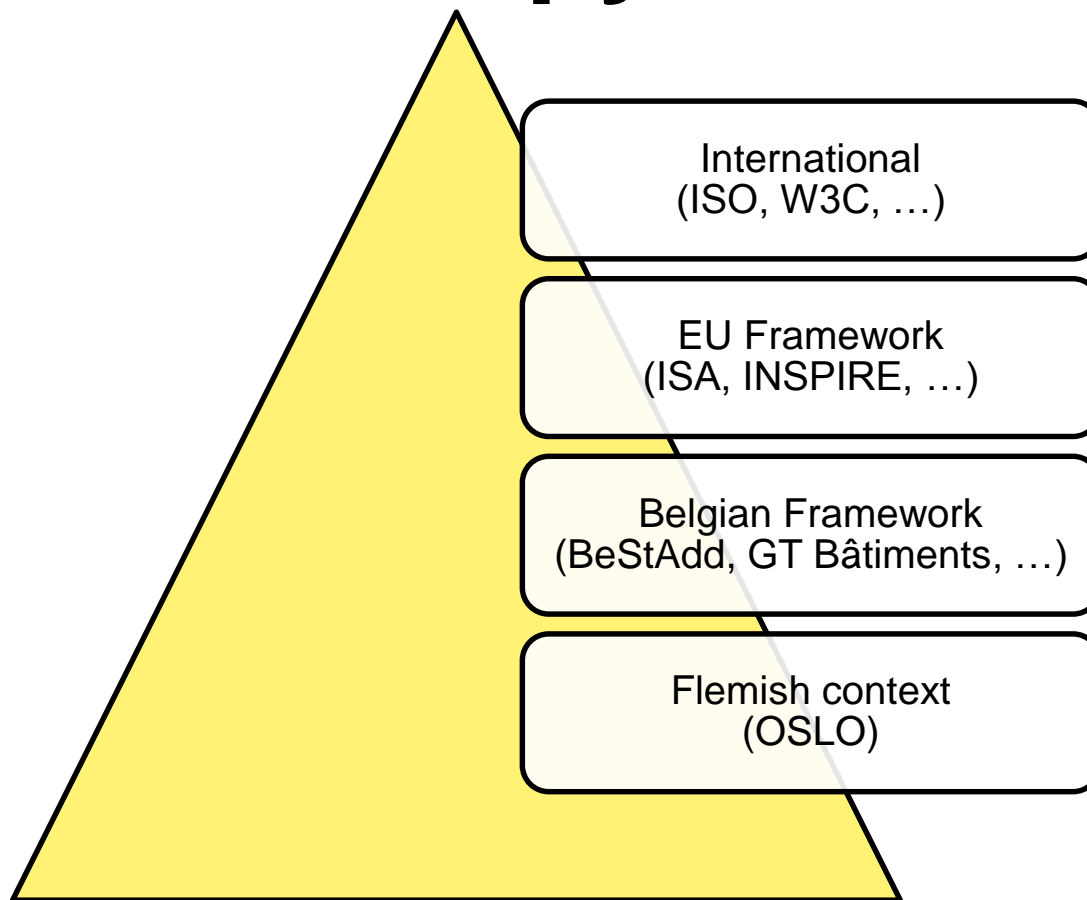 International
(ISO, W3C, …)
EU Framework
(ISA, INSPIRE, …)
Belgian Framework
(BeStAdd, GT Bâtiments, …)
Flemish context
(OSLO)